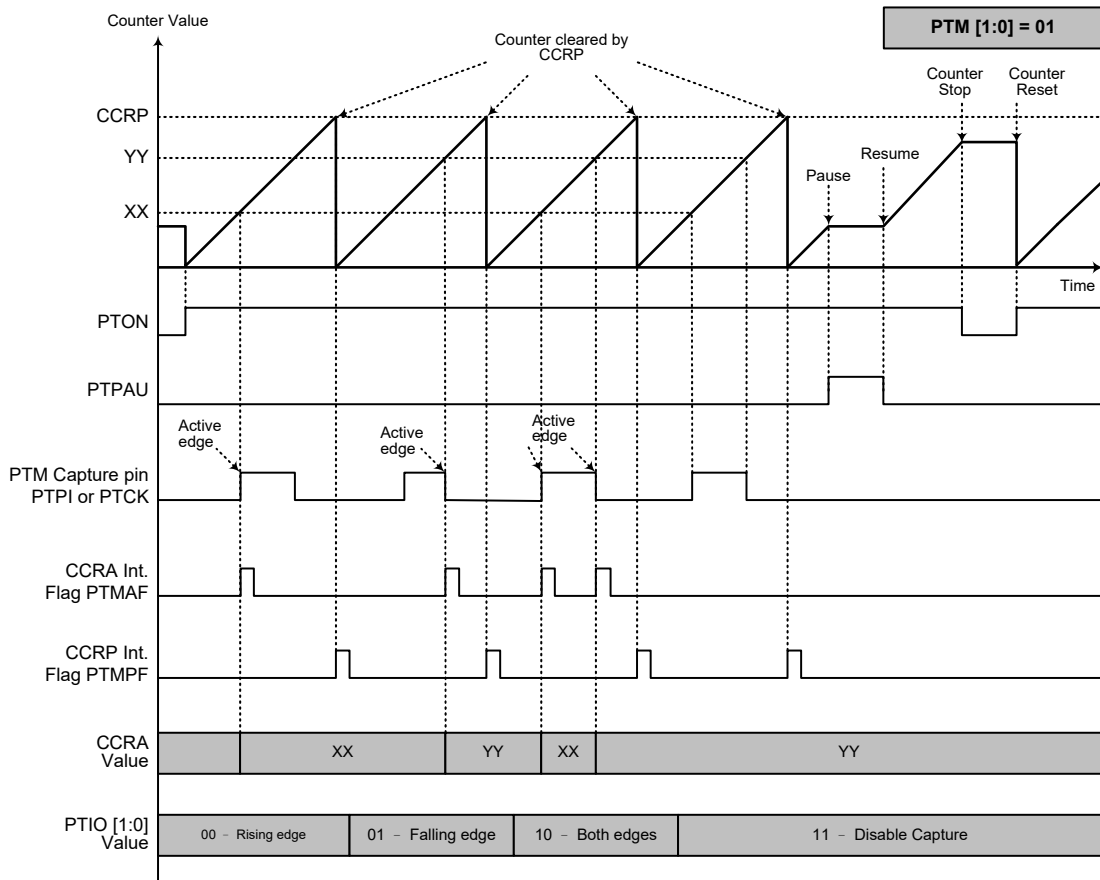 Counter Value
PTM [1:0] = 01
Counter cleared by
CCRP
Counter
Stop
Counter
Reset
CCRP
YY
Resume
Pause
XX
Time
PTON
PTPAU
Active
edge
Active
edge
Active
edge
PTM Capture pin
PTPI or PTCK
CCRA Int.
Flag PTMAF
CCRP Int.
Flag PTMPF
CCRA
Value
XX
YY
XX
YY
PTIO [1:0]
Value
00 – Rising edge
01 – Falling edge
10 – Both edges
11 – Disable Capture